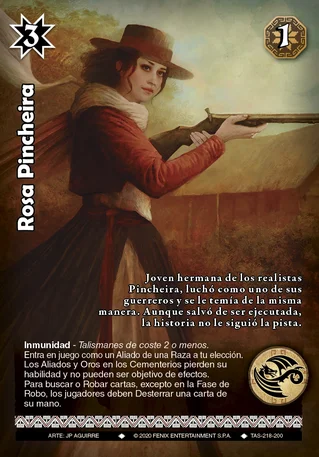 3
1
Rosa Pincheira
Joven hermana de los realistas
Pincheira, luchó como uno de sus
guerreros y se le temía de la misma
manera. Aunque salvó de ser ejecutada,
la historia no le siguió la pista.
Inmunidad - Talismanes de coste 2 o menos.
Entra en juego como un Aliado de una Raza a tu elección.
Los Aliados y Oros en los Cementerios pierden su
habilidad y no pueden ser objetivo de efectos.
Para buscar o Robar cartas, excepto en la Fase de
Robo, los jugadores deben Desterrar una carta de
su mano.
ARTE: JP AGUIRRE © 2020 FENIX ENTERTAINMENT S.P.A. TAS-218-200